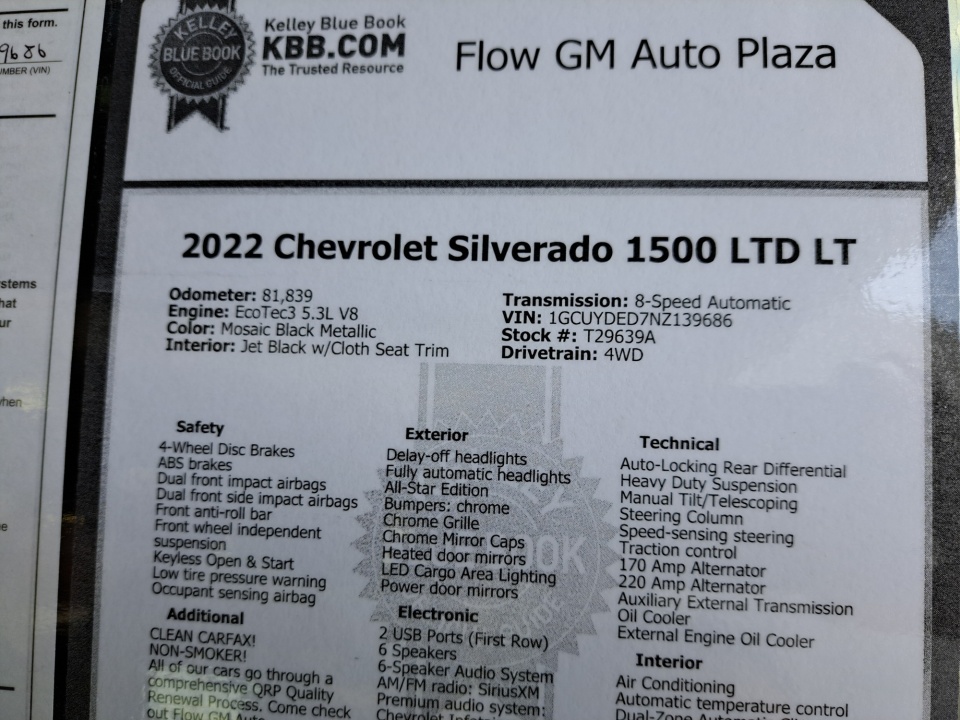 this form.
9686
UMBER (VIN)
stems
hat
ur
when
e
KELLEY
BLUE BOOK
OFFICIAL GUIDE
Kelley Blue Book
KBB.COM
The Trusted Resource
Flow GM Auto Plaza
2022 Chevrolet Silverado 1500 LTD LT
Odometer: 81,839
Engine: EcoTec3 5.3L V8
Color: Mosaic Black Metallic
Interior: Jet Black w/Cloth Seat Trim
Transmission: 8-Speed Automatic
VIN: 1GCUYDED7NZ139686
Stock #: T29639A
Drivetrain: 4WD
Safety
4-Wheel Disc Brakes
ABS brakes
Dual front impact airbags
Dual front side impact airbags
Front anti-roll bar
Front wheel independent
suspension
Keyless Open & Start
Low tire pressure warning
Occupant sensing airbag
Additional
CLEAN CARFAX!
NON-SMOKER!
All of our cars go through a
comprehensive QRP Quality
Renewal Process. Come check
out Flow GM Auto
Exterior
Delay-off headlights
Fully automatic headlights
All-Star Edition
Bumpers: chrome
Chrome Grille
Chrome Mirror Caps
Heated door mirrors
LED Cargo Area Lighting
Power door mirrors
Electronic
2 USB Ports (First Row)
6 Speakers
6-Speaker Audio System
AM/FM radio: SiriusXM
Premium audio system:
Chevrolet
Technical
Auto-Locking Rear Differential
Heavy Duty Suspension
Manual Tilt/Telescoping
Steering Column
Speed-sensing steering
Traction control
170 Amp Alternator
220 Amp Alternator
Auxiliary External Transmission
Oil Cooler
External Engine Oil Cooler
Interior
Air Conditioning
Automatic temperature control
Dual-Zone Automatic